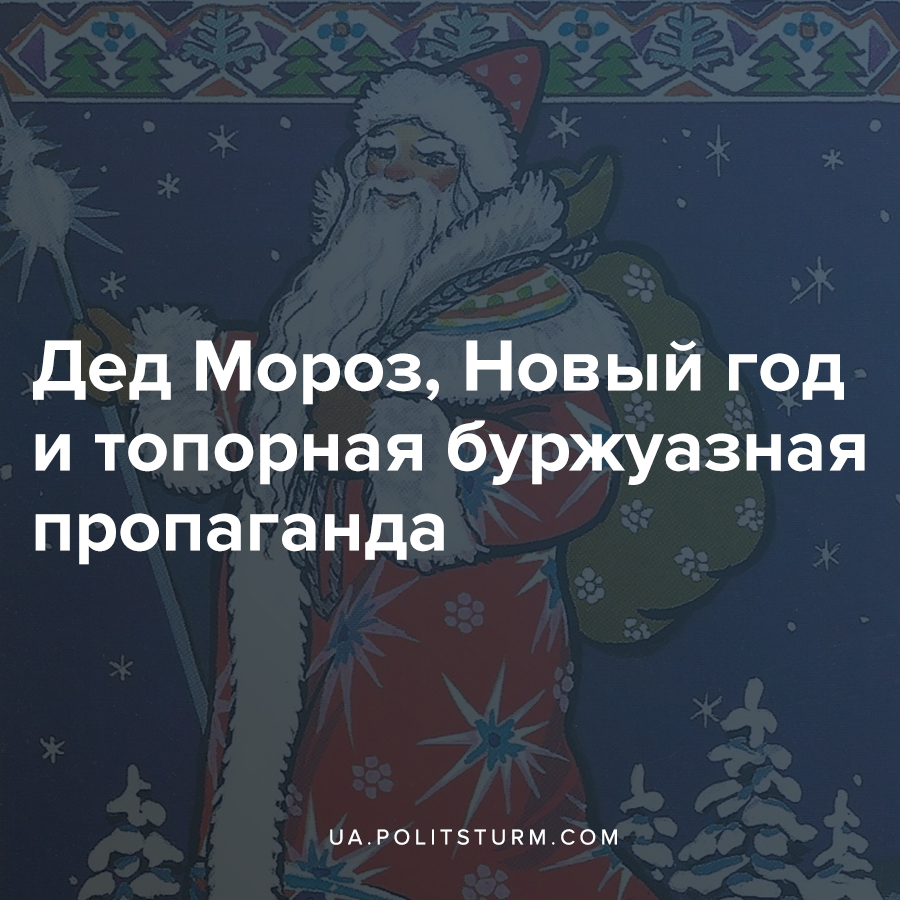 Дед Мороз, Новый год
и топорная буржуазная
пропаганда
UA.POLITSTURM.COM